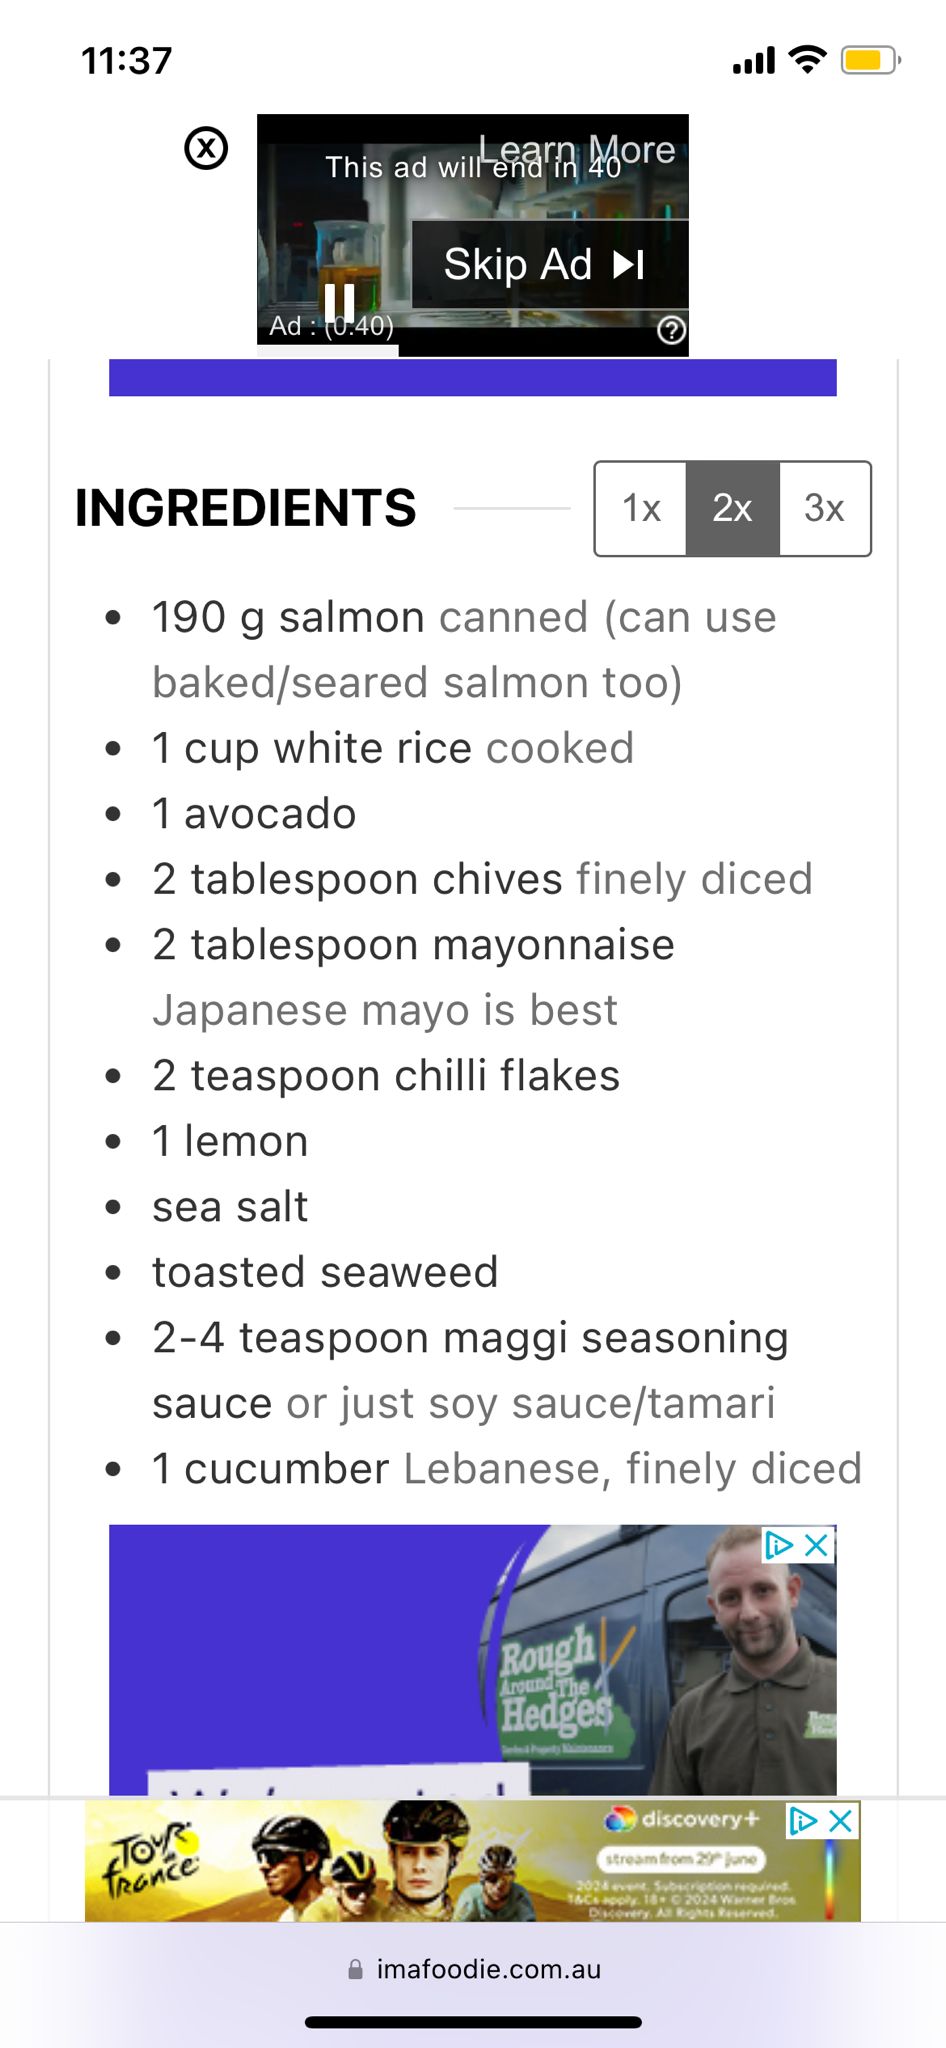 11:37
Learn More
This ad will end in 40
Skip Ad
Ad : (0:40)
INGREDIENTS
1x 2x 3x
190 g salmon canned (can use
baked/seared salmon too)
1 cup white rice cooked
1 avocado
2 tablespoon chives finely diced
2 tablespoon mayonnaise
Japanese mayo is best
2 teaspoon chilli flakes
1 lemon
sea salt
toasted seaweed
2-4 teaspoon maggi seasoning
sauce or just soy sauce/tamari
1 cucumber Lebanese, finely diced
Rough
Around The
Hedges
Garden & Property Maintenance
TOUR
de
france
discovery+
stream from 29th june
2024 event. Subscription required.
T&Cs apply. 18+ © 2024 Warner Bros.
Discovery. All Rights Reserved.
imafoodie.com.au